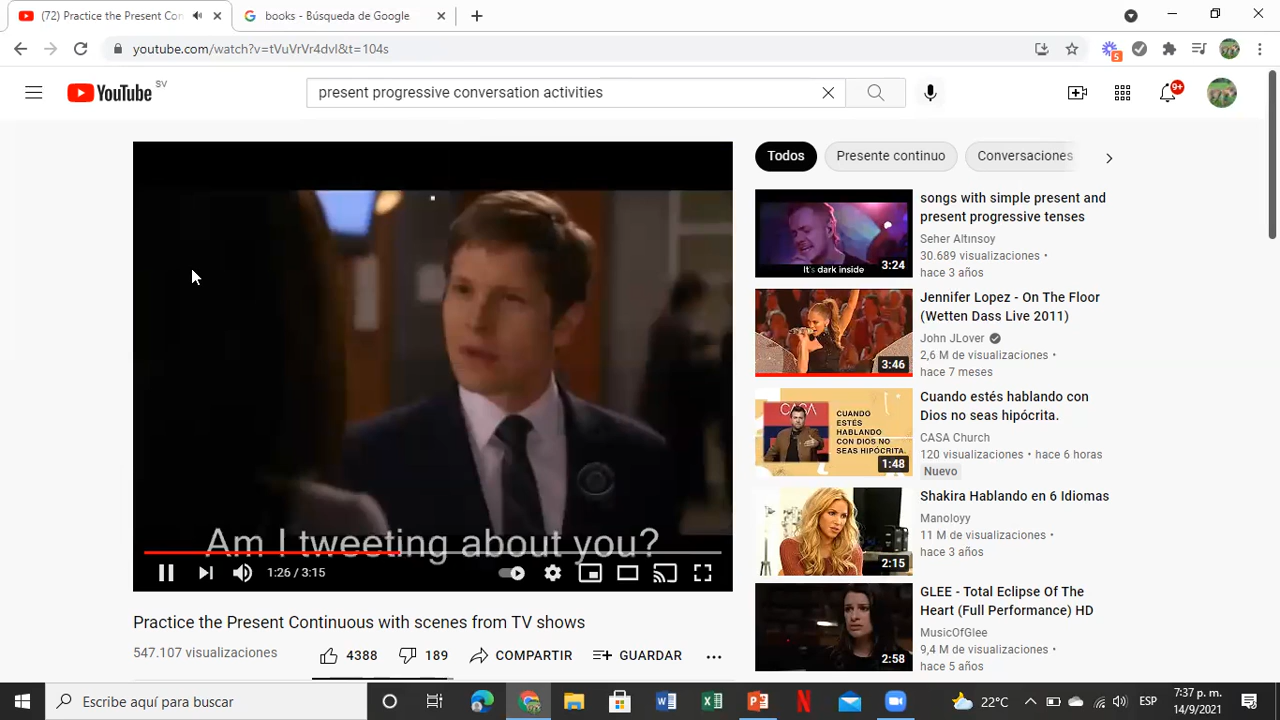 (72) Practice the Present Con
books - Búsqueda de Google
youtube.com/watch?v=tVuVrVr4dvI&t=104s
5
YouTube SV
present progressive conversation activities
9+
Todos
Presente continuo
Conversaciones
songs with simple present and
present progressive tenses
Seher Altınsoy
30.689 visualizaciones •
hace 3 años
It's dark inside
3:24
Jennifer Lopez - On The Floor
(Wetten Dass Live 2011)
John JLover
2,6 M de visualizaciones •
hace 7 meses
3:46
Cuando estés hablando con
Dios no seas hipócrita.
CASA Church
120 visualizaciones • hace 6 horas
Nuevo
CASA
CUANDO
ESTÉS
HABLANDO
CON DIOS NO
SEAS HIPÓCRITA.
1:48
Shakira Hablando en 6 Idiomas
Manoloyy
11 M de visualizaciones •
hace 3 años
2:15
GLEE - Total Eclipse Of The
Heart (Full Performance) HD
MusicOfGlee
9,4 M de visualizaciones •
hace 5 años
2:58
Am I tweeting about you?
1:26 / 3:15
Practice the Present Continuous with scenes from TV shows
547.107 visualizaciones
4388
189
COMPARTIR
GUARDAR
Escribe aquí para buscar
22°C
ESP
7:37 p. m.
14/9/2021